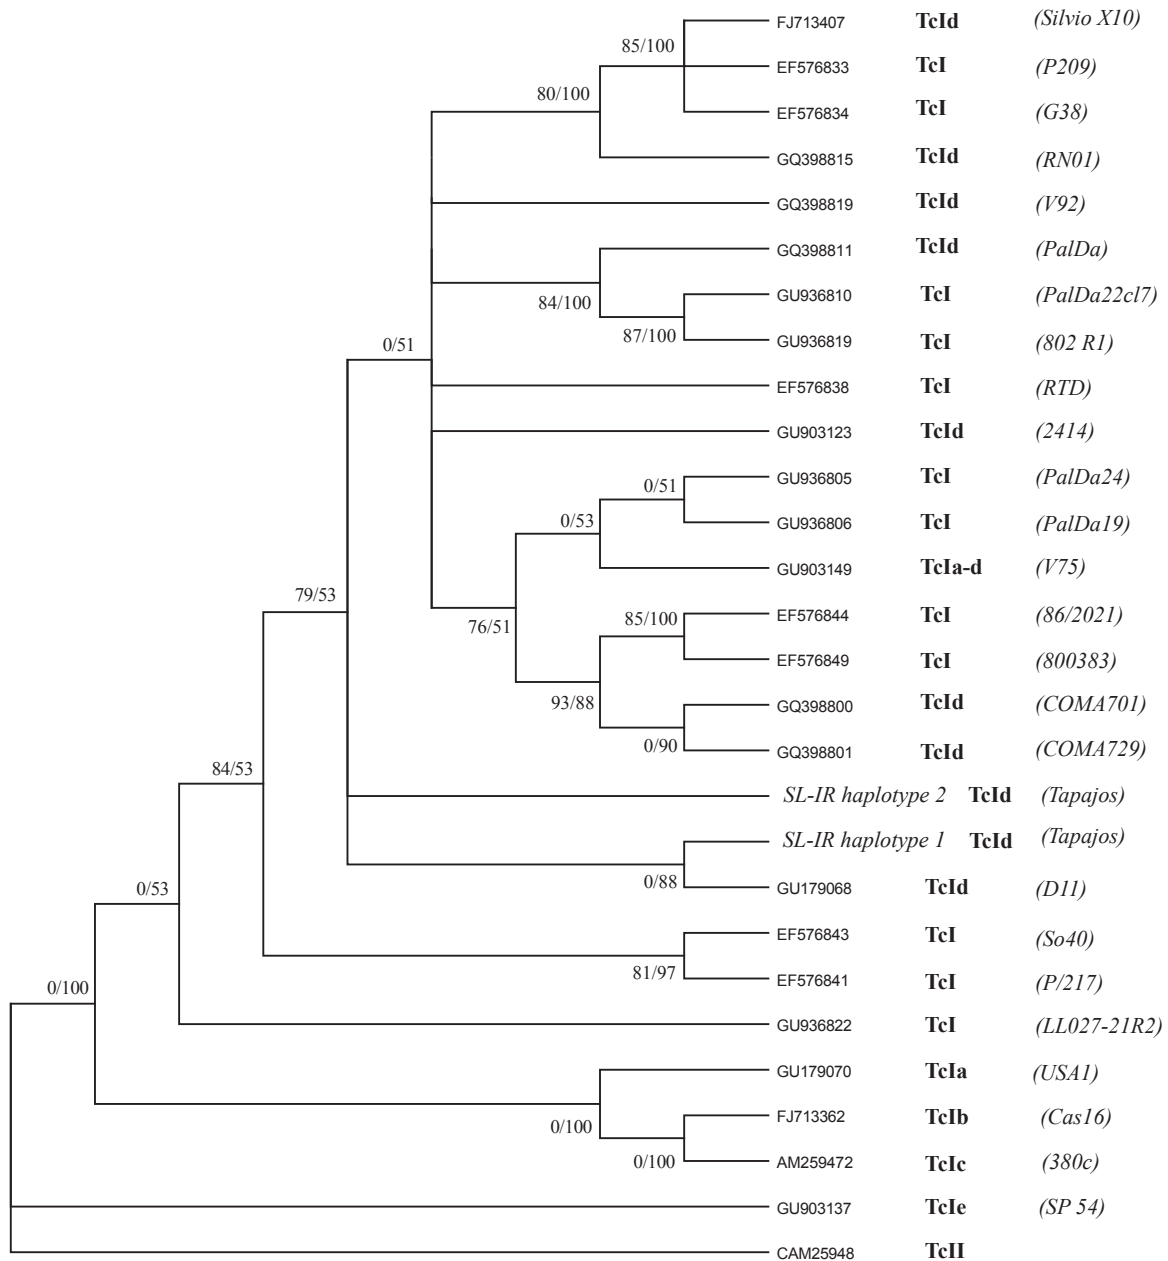 FJ713407 TcId (Silvio X10)
85/100
EF576833 TcI (P209)
80/100
EF576834 TcI (G38)
GQ398815 TcId (RN01)
GQ398819 TcId (V92)
GQ398811 TcId (PalDa)
GU936810 TcI (PalDa22cl7)
84/100
87/100
GU936819 TcI (802 R1)
0/51
EF576838 TcI (RTD)
GU903123 TcId (2414)
GU936805 TcI (PalDa24)
0/51
0/53
GU936806 TcI (PalDa19)
GU903149 TcIa-d (V75)
79/53
76/51
85/100
EF576844 TcI (86/2021)
EF576849 TcI (800383)
93/88
GQ398800 TcId (COMA701)
0/90
GQ398801 TcId (COMA729)
84/53
SL-IR haplotype 2 TcId (Tapajos)
SL-IR haplotype 1 TcId (Tapajos)
0/53
0/88
GU179068 TcId (D11)
EF576843 TcI (So40)
81/97
EF576841 TcI (P/217)
0/100
GU936822 TcI (LL027-21R2)
GU179070 TcIa (USA1)
0/100
FJ713362 TcIb (Cas16)
0/100
AM259472 TcIc (380c)
GU903137 TcIe (SP 54)
CAM25948 TcII